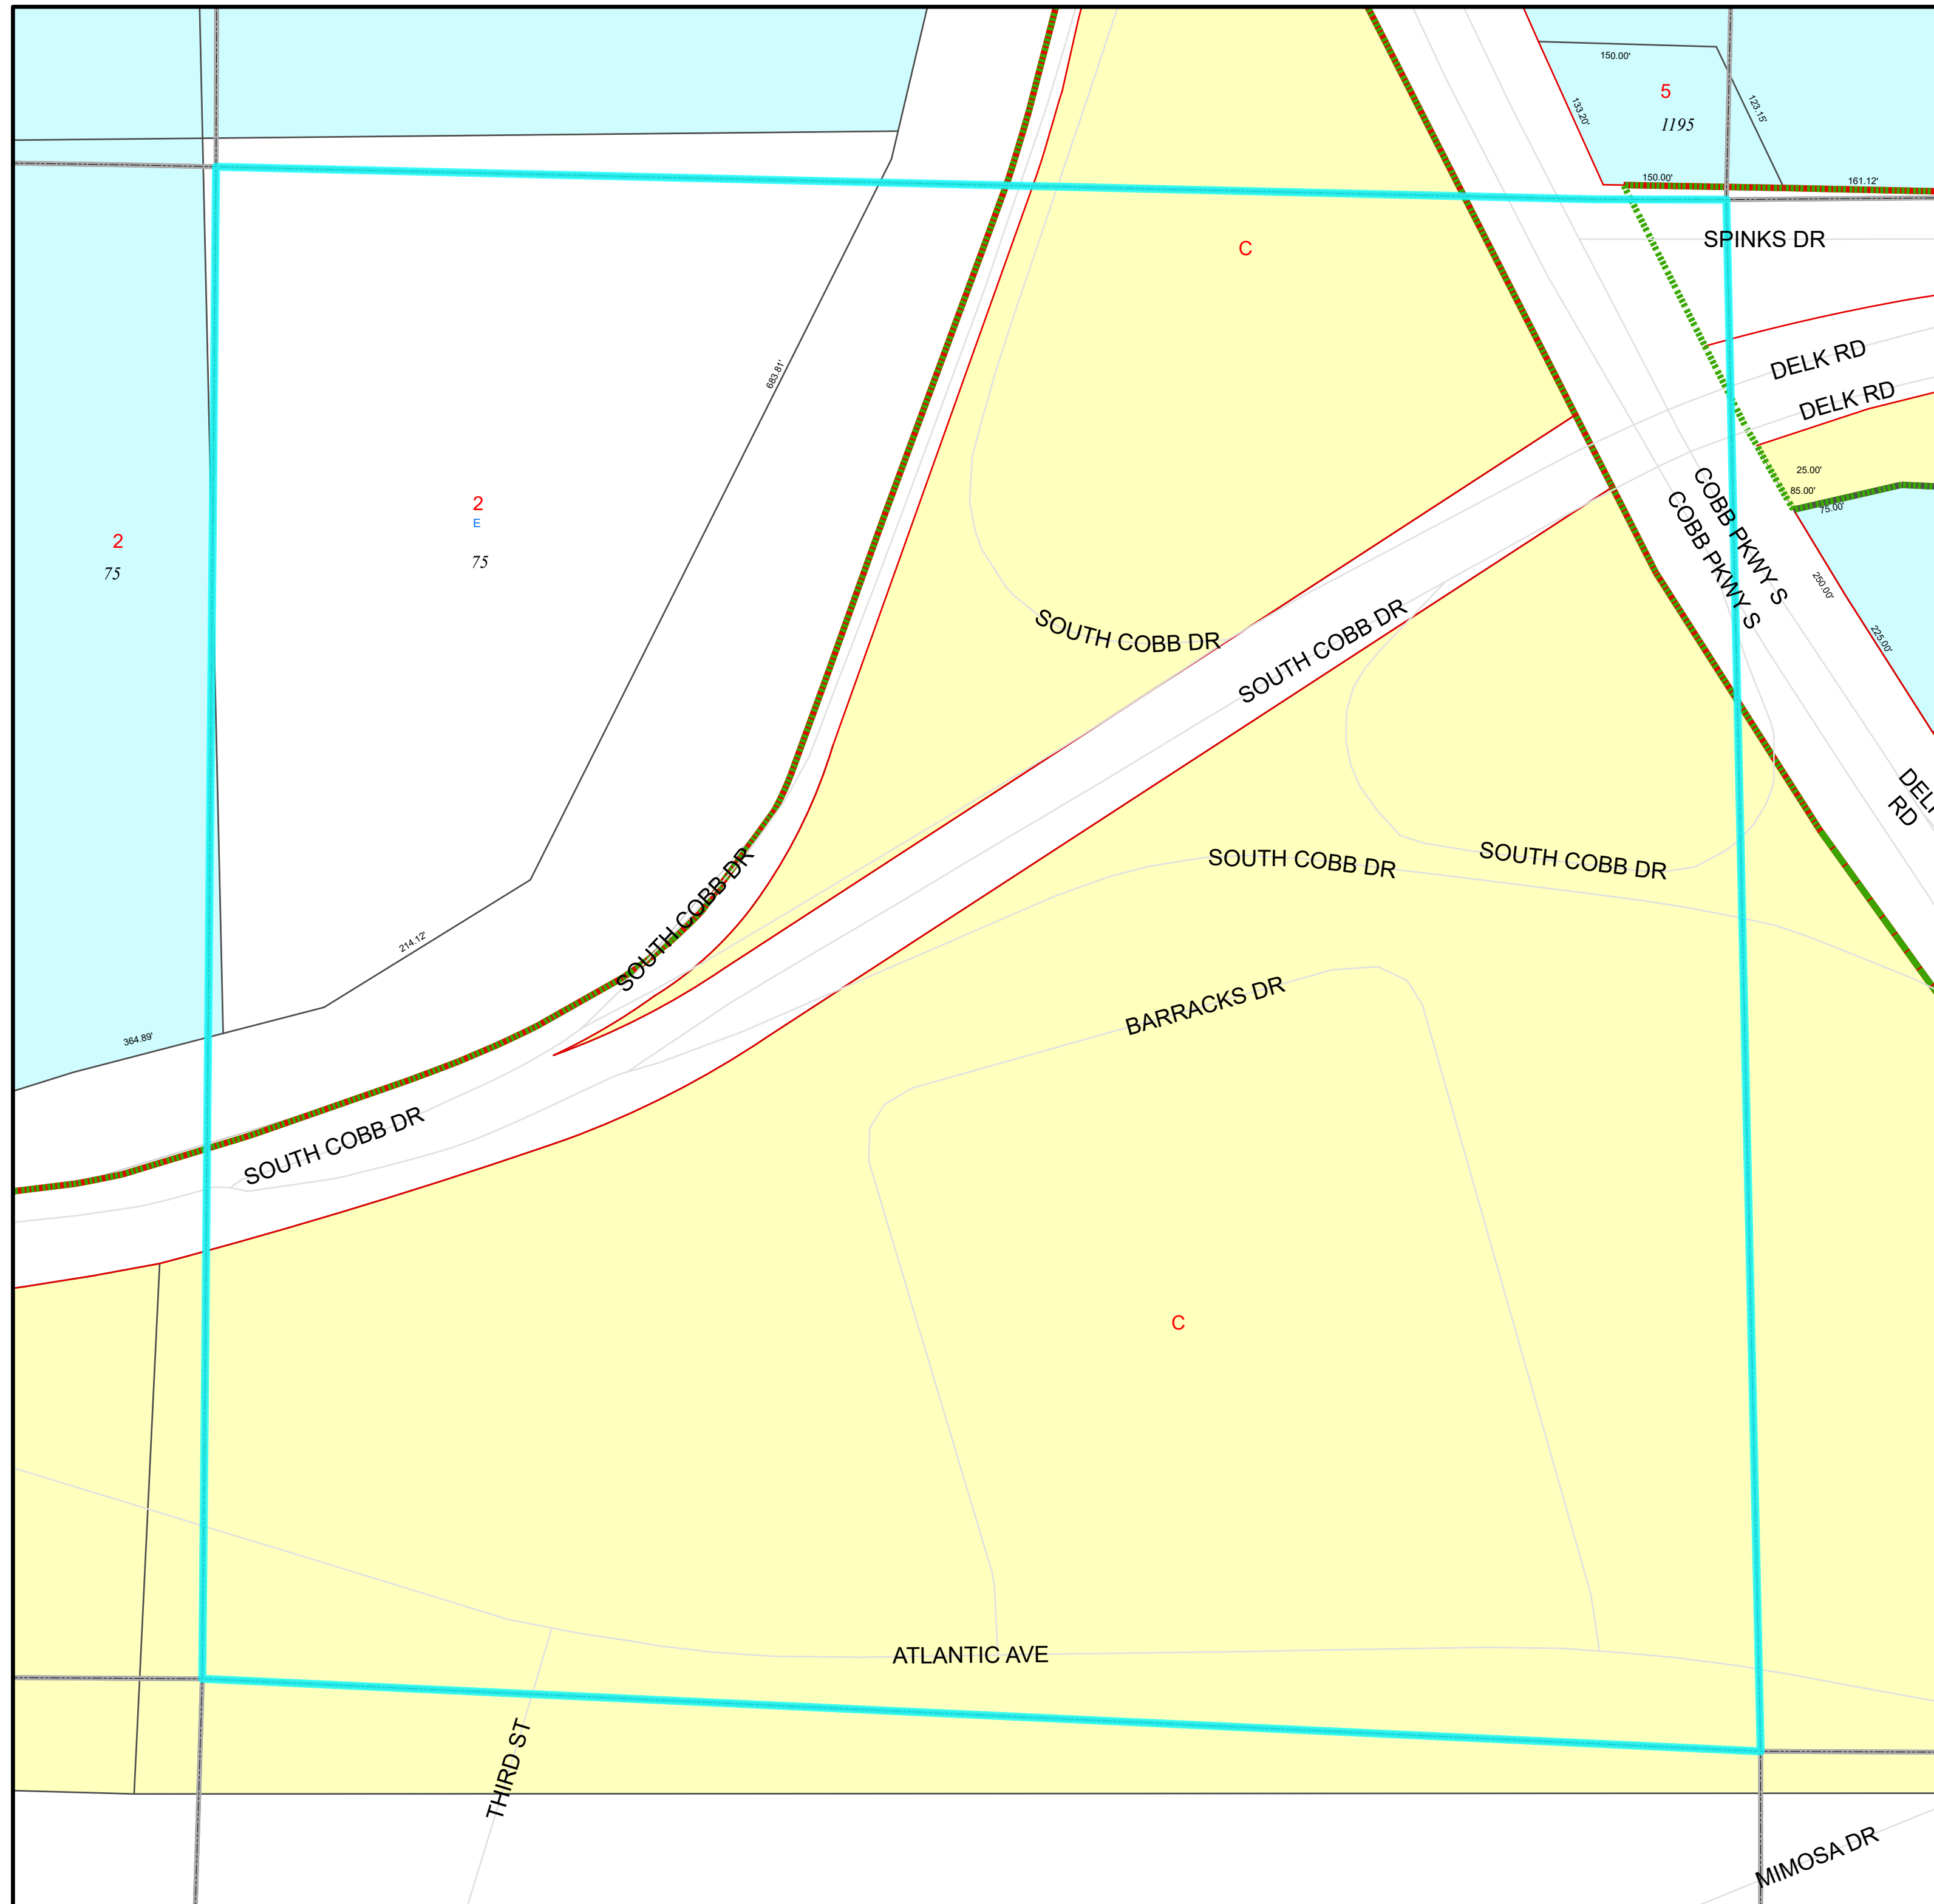 150.00'
5
1195
133.20'
123.15'
150.00'
161.12'
SPINKS DR
C
DELK RD
DELK RD
683.81'
25.00'
85.00'
75.00'
2
E
75
2
75
COBB PKWY S
COBB PKWY S
250.00'
225.00'
SOUTH COBB DR
SOUTH COBB DR
RD
SOUTH COBB DR
SOUTH COBB DR
SOUTH COBB DR
214.12'
BARRACKS DR
364.89'
SOUTH COBB DR
C
ATLANTIC AVE
THIRD ST
MIMOSA DR